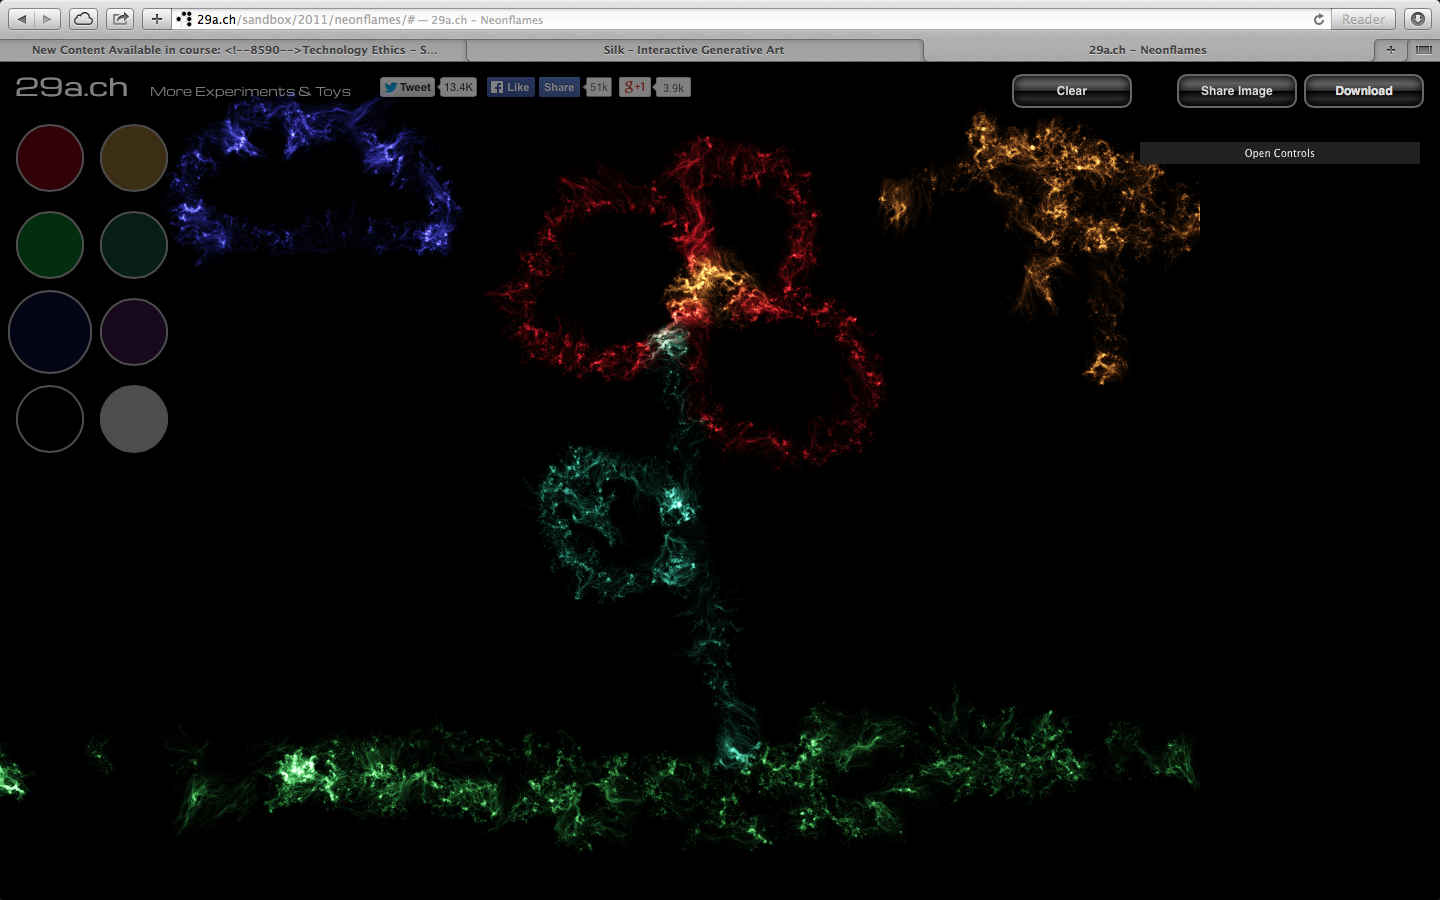 29a.ch/sandbox/2011/neonflames/# — 29a.ch – Neonflames
Reader
New Content Available in course: <!--8590-->Technology Ethics – S...
Silk – Interactive Generative Art
29a.ch – Neonflames
29a.ch
More Experiments & Toys
Tweet
13.4K
Like
Share
51k
g+1
3.9k
Clear
Share Image
Download
Open Controls